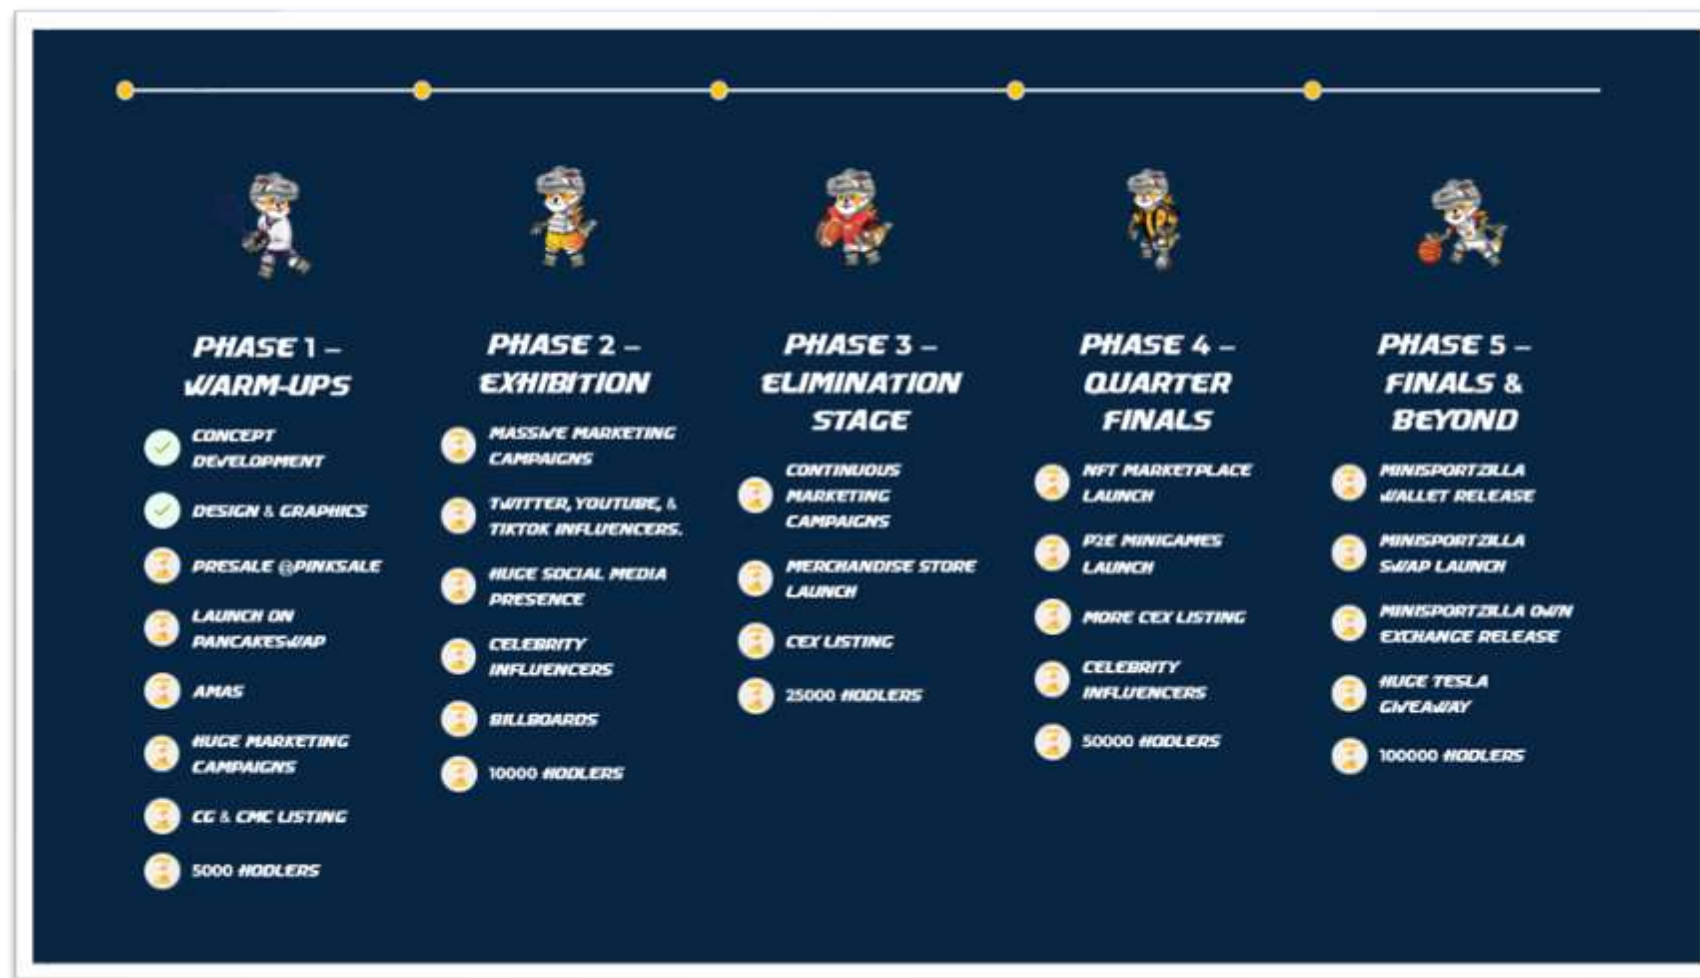 PHASE 1 –
WARM-UPS
CONCEPT
DEVELOPMENT
DESIGN & GRAPHICS
PRESALE @PINKSALE
LAUNCH ON
PANCAKESWAP
AMAS
HUGE MARKETING
CAMPAIGNS
CG & CMC LISTING
5000 HODLERS
PHASE 2 –
EXHIBITION
MASSIVE MARKETING
CAMPAIGNS
TWITTER, YOUTUBE, &
TIKTOK INFLUENCERS.
HUGE SOCIAL MEDIA
PRESENCE
CELEBRITY
INFLUENCERS
BILLBOARDS
10000 HODLERS
PHASE 3 –
ELIMINATION
STAGE
CONTINUOUS
MARKETING
CAMPAIGNS
MERCHANDISE STORE
LAUNCH
CEX LISTING
25000 HODLERS
PHASE 4 –
QUARTER
FINALS
NFT MARKETPLACE
LAUNCH
P2E MINIGAMES
LAUNCH
MORE CEX LISTING
CELEBRITY
INFLUENCERS
50000 HODLERS
PHASE 5 –
FINALS &
BEYOND
MINISPORTZILLA
WALLET RELEASE
MINISPORTZILLA
SWAP LAUNCH
MINISPORTZILLA OWN
EXCHANGE RELEASE
HUGE TESLA
GIVEAWAY
100000 HODLERS